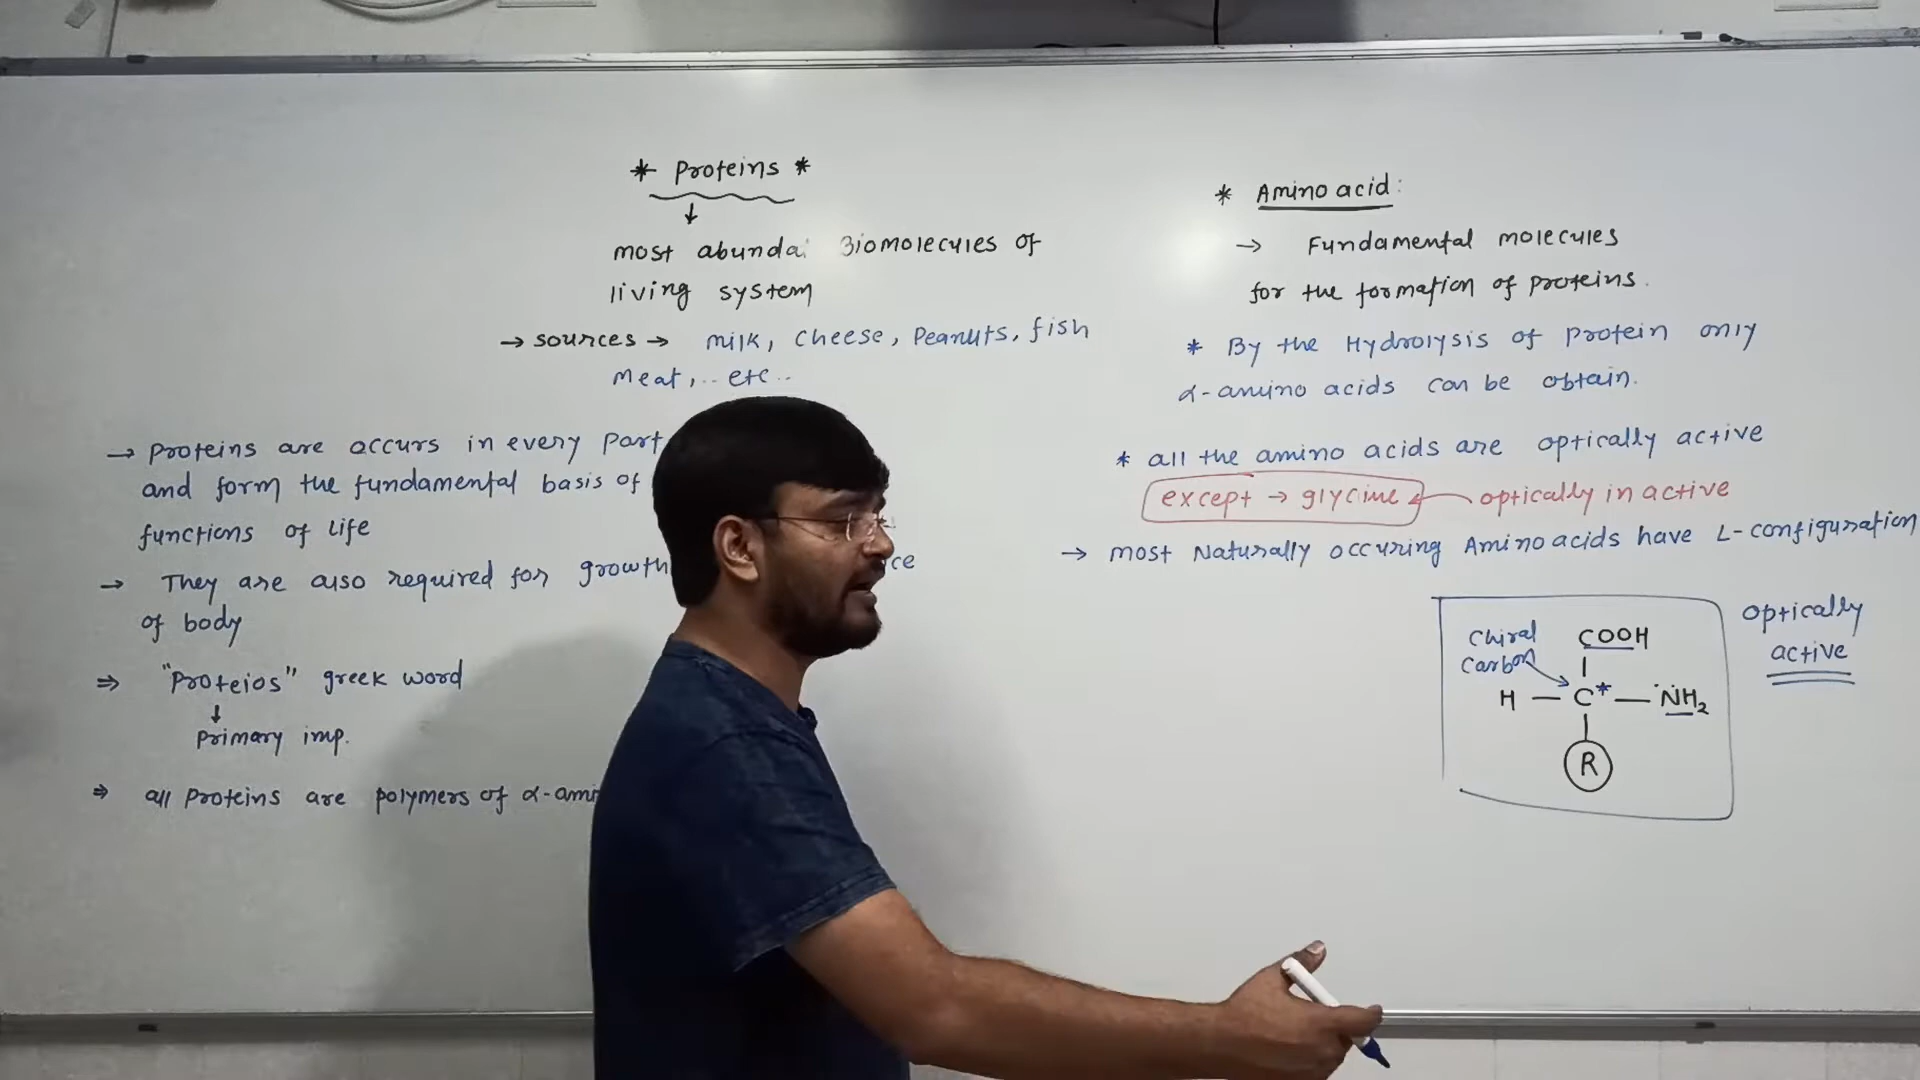 * Proteins *
↓
most abunda Biomolecules of
living system
→ sources → milk, cheese, Peanuts, fish
meat,.. etc..
→ proteins are occurs in every part
and form the fundamental basis of
functions of life
→ They are also required for growth
of body
⇒ "Proteios" greek word
↓
Primary imp.
⇒ all proteins are polymers of α-am
* Amino acid:
→ Fundamental molecules
for the formation of proteins.
* By the Hydrolysis of protein only
α-amino acids can be obtain.
* all the amino acids are optically active
except → glycine ← optically in active
→ most Naturally occuring Amino acids have L-configuration
Chiral
Carbon
COOH
H — C* — NH₂
R
optically
active